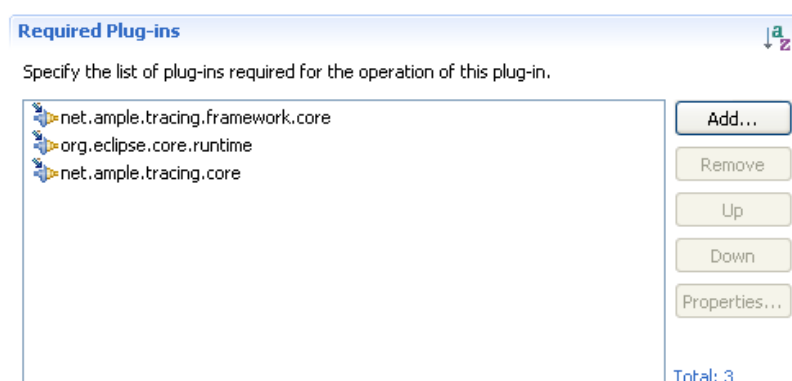 Required Plug-ins
a
z
Specify the list of plug-ins required for the operation of this plug-in.
net.ample.tracing.framework.core
org.eclipse.core.runtime
net.ample.tracing.core
Add...
Remove
Up
Down
Properties...
Total: 3